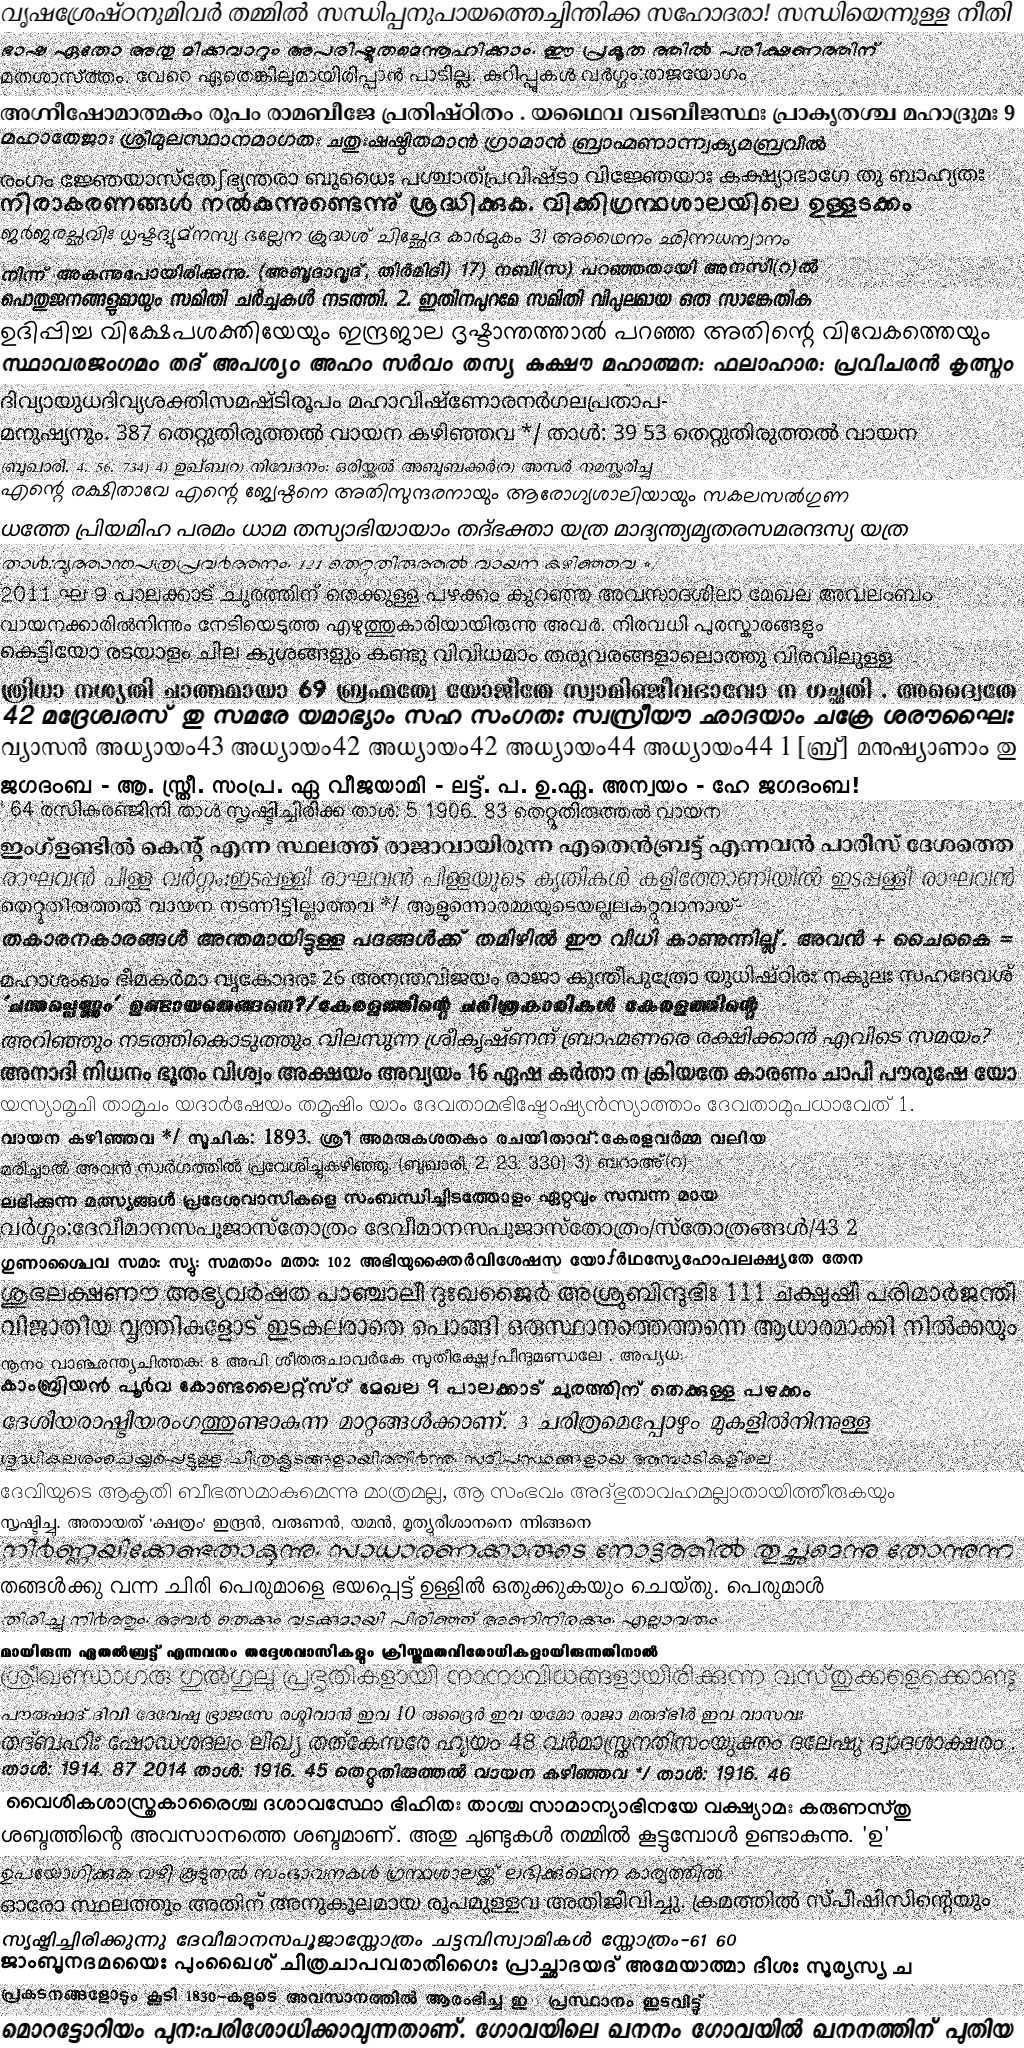 വൃഷശ്രേഷ്ഠനുമിവർ തമ്മിൽ സന്ധിപ്പനുപായത്തെച്ചിന്തിക്ക സഹോദരാ! സന്ധിയെന്നുള്ള നീതി
ഭാഷ ഏതോ അതു മിക്കവാറും അപരിഷ്കൃതമെന്നൂഹിക്കാം. ഈ പ്രകൃത ത്തിൽ പരീക്ഷണത്തിന്
മതശാസ്ത്തം. വേറെ ഏതെങ്കിലുമായിരിപ്പാൻ പാടില്ല. കുറിപ്പുകൾ വർഗ്ഗം:രാജയോഗം
അഗ്നീഷോമാത്മകം രൂപം രാമബീജേ പ്രതിഷ്ഠിതം . യഥൈവ വടബീജസ്ഥഃ പ്രാകൃതശ്ച മഹാദ്രുമഃ 9
മഹാതേജാഃ ശ്രിമുലസ്ഥാനമാഗതഃ ചതുഃഷഷ്ഠിതമാൻ ഗ്രാമാൻ ബ്രാഹ്മണാന്ന്വക്യമബ്രവീൽ
രംഗം ജ്ഞേയാസ്തേഽഭ്യന്തരാ ബുധൈഃ പശ്ചാത്പ്രവിഷ്ടാ വിജ്ഞേയാഃ കക്ഷ്യാഭാഗേ തു ബാഹ്യതഃ
നിരാകരണങ്ങൾ നൽകുന്നുണ്ടെന്നു് ശ്രദ്ധിക്കുക. വിക്കിഗ്രന്ഥശാലയിലെ ഉള്ളടക്കം
ജർജരച്ഛവിഃ ധൃഷ്ടദ്യുമ്നസ്യ ദല്ലേന ക്രുദ്ധശ് ചിച്ഛേദ കാർമുകം 31 അഥൈനം ഛിന്നധന്വാനം
നിന്ന് അകന്നുപോയിരിക്കുന്നു. (അബൂദാവൂദ്, തിർമിദി) 17) നബി(സ) പറഞ്ഞതായി അനസീ(റ)ൽ
പൊതുജനങ്ങളുമായും സമിതി ചർച്ചകൾ നടത്തി. 2. ഇതിനുപുറമേ സമിതി വിപുലമായ ഒരു സാങ്കേതിക
ഉദിപ്പിച്ച വിക്ഷേപശക്തിയേയും ഇന്ദ്രജാല ദൃഷ്ടാന്തത്താൽ പറഞ്ഞ അതിന്റെ വിവേകത്തെയും
സ്ഥാവരജംഗമം തദ് അപശ്യം അഹം സർവം തസ്യ കുക്ഷൗ മഹാത്മനഃ ഫലാഹാരഃ പ്രവിചരൻ കൃത്സ്നം
ദിവ്യായുധദിവ്യശക്തിസമഷ്ടിരൂപം മഹാവിഷ്ണോരനർഗലപ്രതാപ-
മനുഷ്യനും. 387 തെറ്റുതിരുത്തൽ വായന കഴിഞ്ഞവ */ താൾ: 39 53 തെറ്റുതിരുത്തൽ വായന
ബുഖാരി. 4. 56. 734) 4) ഉഖ്ബ(റ) നിവേദനം: ഒരിയ്ക്കൽ അബുബക്കർ(റ) അസർ നമസ്ക്കരിച്ചു
എന്റെ രക്ഷിതാവേ എന്റെ ജ്യേഷ്ഠനെ അതിസുന്ദരനായും ആരോഗ്യശാലിയായും സകലസൽഗുണ
ധത്തേ പ്രിയമിഹ പരമം ധാമ തസ്യാഭിയായാം തദ്ഭക്താ യത്ര മാദ്യന്ത്യമൃതരസമരന്ദസ്യ യത്ര
താൾ:വൃത്താന്തപത്രപ്രവർത്തനം. 121 തെറ്റുതിരുത്തൽ വായന കഴിഞ്ഞവ */
2011 ഘ 9 പാലക്കാട് ചുരത്തിന് തെക്കുള്ള പഴക്കം കുറഞ്ഞ അവസാദശിലാ മേഖല അവലംബം
വായനക്കാരിൽനിന്നും നേടിയെടുത്ത എഴുത്തുകാരിയായിരുന്നു അവർ. നിരവധി പുരസ്കാരങ്ങളും
കെട്ടിയോ രടയാളം ചില കുശങ്ങളും കണ്ടു വിവിധമാം തരുവരങ്ങളാലൊത്തു വിരവിലുള്ള
ത്രിധാ നശ്യതി ചാത്മമായാ 69 ബ്രഹ്മത്വേ യോജിതേ സ്വാമിഞ്ജീവഭാവോ ന ഗച്ഛതി . അദ്വൈതേ
42 മദ്രേശ്വരസ് തു സമരേ യമാഭ്യാം സഹ സംഗതഃ സ്വസ്രീയൗ ഛാദയാം ചക്രേ ശരൗഘൈഃ
വ്യാസൻ അധ്യായം43 അധ്യായം42 അധ്യായം42 അധ്യായം44 അധ്യായം44 1 [ബ്ര്] മനുഷ്യാണാം തു
ജഗദംബ - ആ. സ്ത്രീ. സംപ്ര. ഏ വീജയാമി - ലട്ട്. പ. ഉ.ഏ. അന്വയം - ഹേ ജഗദംബ!
' 64 രസികരഞ്ജിനി താൾ സൃഷ്ടിച്ചിരിക്ക താൾ: 5 1906. 83 തെറ്റുതിരുത്തൽ വായന
ഇംഗ്ളണ്ടിൽ കെന്റ് എന്ന സ്ഥലത്ത് രാജാവായിരുന്ന എതെൻബ്രട്ട് എന്നവൻ പാരീസ് ദേശത്തെ
രാഘവൻ പിള്ള വർഗ്ഗം:ഇടപ്പള്ളി രാഘവൻ പിള്ളയുടെ കൃതികൾ കളിത്തോണിയിൽ ഇടപ്പള്ളി രാഘവൻ
തെറ്റുതിരുത്തൽ വായന നടന്നിട്ടില്ലാത്തവ */ ആളുന്നൊരമ്മയുടെയല്ലലകറ്റുവാനായ്-
തകാരനകാരങ്ങൾ അന്തമായിട്ടുള്ള പദങ്ങൾക്ക് തമിഴിൽ ഈ വിധി കാണുന്നില്ല്. അവൻ + ചൈകൈ =
മഹാശംഖം ഭീമകർമാ വൃകോദരഃ 26 അനന്തവിജയം രാജാ കുന്തീപുത്രോ യുധിഷ്ഠിരഃ നകുലഃ സഹദേവശ്
'ചന്തപ്പെണ്ണും' ഉണ്ടായതെങ്ങനെ?/കേരളത്തിന്റെ ചരിത്രകാരികൾ കേരളത്തിന്റെ
അറിഞ്ഞും നടത്തികൊടുത്തും വിലസുന്ന ശ്രീകൃഷ്ണന് ബ്രാഹ്മണരെ രക്ഷിക്കാൻ എവിടെ സമയം?
അനാദി നിധനം ഭൂതം വിശ്വം അക്ഷയം അവ്യയം 16 ഏഷ കർതാ ന ക്രിയതേ കാരണം ചാപി പൗരുഷേ യോ
യസ്യാമൃചി താമൃചം യദാർഷേയം തമൃഷിം യാം ദേവതാമഭിഷ്ടോഷ്യൻസ്യാത്താം ദേവതാമുപധാവേത് 1.
വായന കഴിഞ്ഞവ */ സൂചിക: 1893. ശ്രീ അമരുകശതകം രചയിതാവ്:കേരളവർമ്മ വലിയ
മരിച്ചാൽ അവൻ സ്വർഗത്തിൽ പ്രവേശിച്ചുകഴിഞ്ഞു. (ബുഖാരി. 2. 23. 330) 3) ബറാഅ്(റ)
ലഭിക്കുന്ന മത്സ്യങ്ങൾ പ്രദേശവാസികളെ സംബന്ധിച്ചിടത്തോളം ഏറ്റവും സമ്പന്ന മായ
വർഗ്ഗം:ദേവീമാനസപൂജാസ്തോത്രം ദേവീമാനസപൂജാസ്തോത്രം/സ്തോത്രങ്ങൾ/43 2
ഗുണാശ്ചൈവ സമാഃ സ്യുഃ സമതാം മതാഃ 102 അഭിയുക്തൈർവിശേഷസ്തു യോഽർഥസ്യേഹോപലക്ഷ്യതേ തേന
ശുഭലക്ഷണൗ അഭ്യവർഷത പാഞ്ചാലീ ദുഃഖജൈർ അശ്രുബിന്ദുഭിഃ 111 ചക്ഷുഷീ പരിമാർജന്തീ
വിജാതീയ വൃത്തികളോട് ഇടകലരാതെ പൊങ്ങി ഒരുസ്ഥാനത്തെത്തന്നെ ആധാരമാക്കി നിൽക്കയും
നൂനം വാഞ്ഛന്ത്യചിത്തകഃ 8 അപി ശീതരുചാവർകേ സുതീക്ഷ്ണേഽപീന്ദുമണ്ഡലേ . അപ്യധഃ
കാംബ്രിയൻ പൂർവ കോണ്ടലൈറ്റ്സ് മേഖല 9 പാലക്കാട് ചുരത്തിന് തെക്കുള്ള പഴക്കം
ദേശീയരാഷ്ട്രീയരംഗത്തുണ്ടാകുന്ന മാറ്റങ്ങൾക്കാണ്. 3 ചരിത്രമെപ്പോഴും മുകളിൽനിന്നുള്ള
ശുദ്ധികലശംചെയ്യപ്പെട്ടുള്ള ചിത്രകൂടങ്ങളായിത്തീർന്നു. സമീപസ്ഥങ്ങളായ അമ്പാടികളിലെ
ദേവിയുടെ ആകൃതി ബീഭത്സമാകുമെന്നു മാത്രമല്ല, ആ സംഭവം അദ്ഭുതാവഹമല്ലാതായിത്തീരുകയും
സൃഷ്ടിച്ചു. അതായത് 'ക്ഷത്രം' ഇന്ദ്രൻ, വരുണൻ, യമൻ, മൃത്യുരീശാനനെ ന്നിങ്ങനെ
നിർണ്ണയിക്കേണ്ടതാകുന്നു. സാധാരണക്കാരുടെ നോട്ടത്തിൽ തുച്ഛമെന്നു തോന്നുന്ന
തങ്ങൾക്കു വന്ന ചിരി പെരുമാളെ ഭയപ്പെട്ട് ഉള്ളിൽ ഒതുക്കുകയും ചെയ്തു. പെരുമാൾ
തിരിച്ചു നിർത്തും. അവർ തെക്കും വടക്കുമായി പിരിഞ്ഞ് അണിനിരക്കും. എല്ലാവരും
മായിരുന്ന ഏതൽബ്രട്ട് എന്നവനും തദ്ദേശവാസികളും ക്രിസ്തുമതവിരോധികളായിരുന്നതിനാൽ
ശ്രീഖണ്ഡാഗരു ഗുൽഗുലു പ്രഭൃതികളായി നാനാവിധങ്ങളായിരിക്കുന്ന വസ്തുക്കളെക്കൊണ്ടു
പൗരുഷാദ് ദിവി ദേവേഷു ഭ്രാജസേ രശ്മിവാൻ ഇവ 10 രുദ്രൈർ ഇവ യമോ രാജാ മരുദ്ഭിർ ഇവ വാസവഃ
തദ്ബഹിഃ ഷോഡശദലം ലിഖ്യ തത്കേസരേ ഹ്യയം 48 വർമാസ്ത്രനതിസംയുക്തം ദലേഷു ദ്വാദശാക്ഷരം .
താൾ: 1914. 87 2014 താൾ: 1916. 45 തെറ്റുതിരുത്തൽ വായന കഴിഞ്ഞവ */ താൾ: 1916. 46
വൈശികശാസ്ത്രകാരൈശ്ച ദശാവസ്ഥോ ഭിഹിതഃ താശ്ച സാമാന്യാഭിനയേ വക്ഷ്യാമഃ കരുണസ്തു
ശബ്ദത്തിന്റെ അവസാനത്തെ ശബ്ദമാണ്. അതു ചുണ്ടുകൾ തമ്മിൽ കൂട്ടുമ്പോൾ ഉണ്ടാകുന്നു. 'ഉ'
ഉപയോഗിക്കുക വഴി കൂടുതൽ സംഭാവനകൾ ഗ്രന്ഥശാലയ്ക്ക് ലഭിക്കുമെന്ന കാര്യത്തിൽ
ഓരോ സ്ഥലത്തും അതിന് അനുകൂലമായ രൂപമുള്ളവ അതിജീവിച്ചു. ക്രമത്തിൽ സ്പീഷിസിന്റെയും
സൃഷ്ടിച്ചിരിക്കുന്നു ദേവീമാനസപൂജാസ്തോത്രം ചട്ടമ്പിസ്വാമികൾ സ്തോത്രം-61 60
ജാംബൂനദമയൈഃ പുംഖൈശ് ചിത്രചാപവരാതിഗൈഃ പ്രാച്ഛാദയദ് അമേയാത്മാ ദിശഃ സൂര്യസ്യ ച
പ്രകടനങ്ങളോടും കൂടി 1830-കളുടെ അവസാനത്തിൽ ആരംഭിച്ച ഇ പ്രസ്ഥാനം ഇടവിട്ടു്
മൊറട്ടോറിയം പുനഃപരിശോധിക്കാവുന്നതാണ്. ഗോവയിലെ ഖനനം ഗോവയിൽ ഖനനത്തിന് പുതിയ